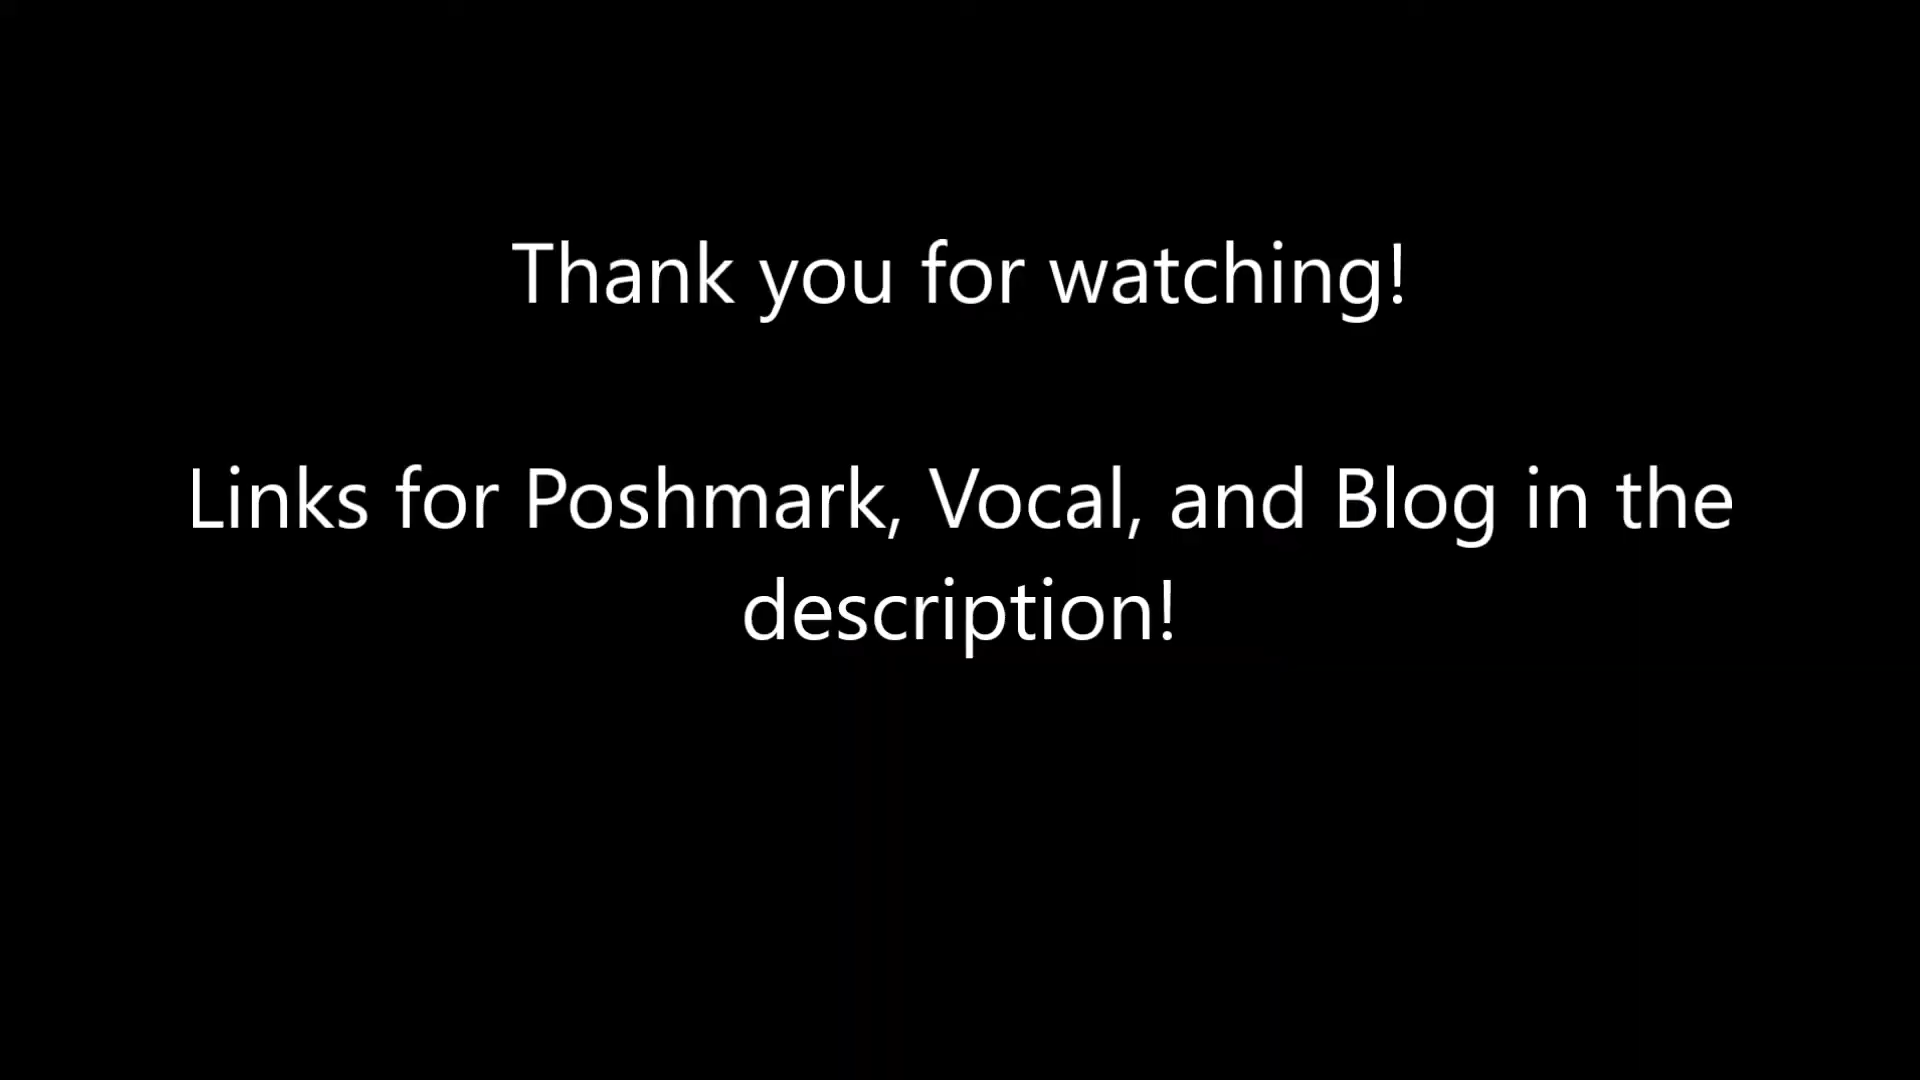 Thank you for watching!
Links for Poshmark, Vocal, and Blog in the
description!